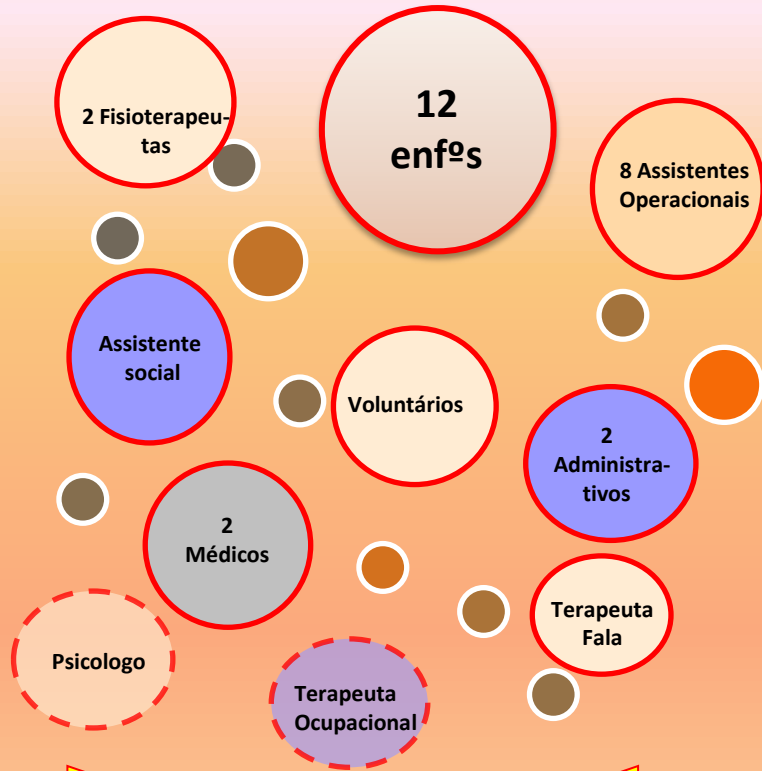 2 Fisioterapeu-
tas
12
enfºs
8 Assistentes
Operacionais
Assistente
social
Voluntários
2
Administra-
tivos
2
Médicos
Terapeuta
Fala
Psicologo
Terapeuta
Ocupacional